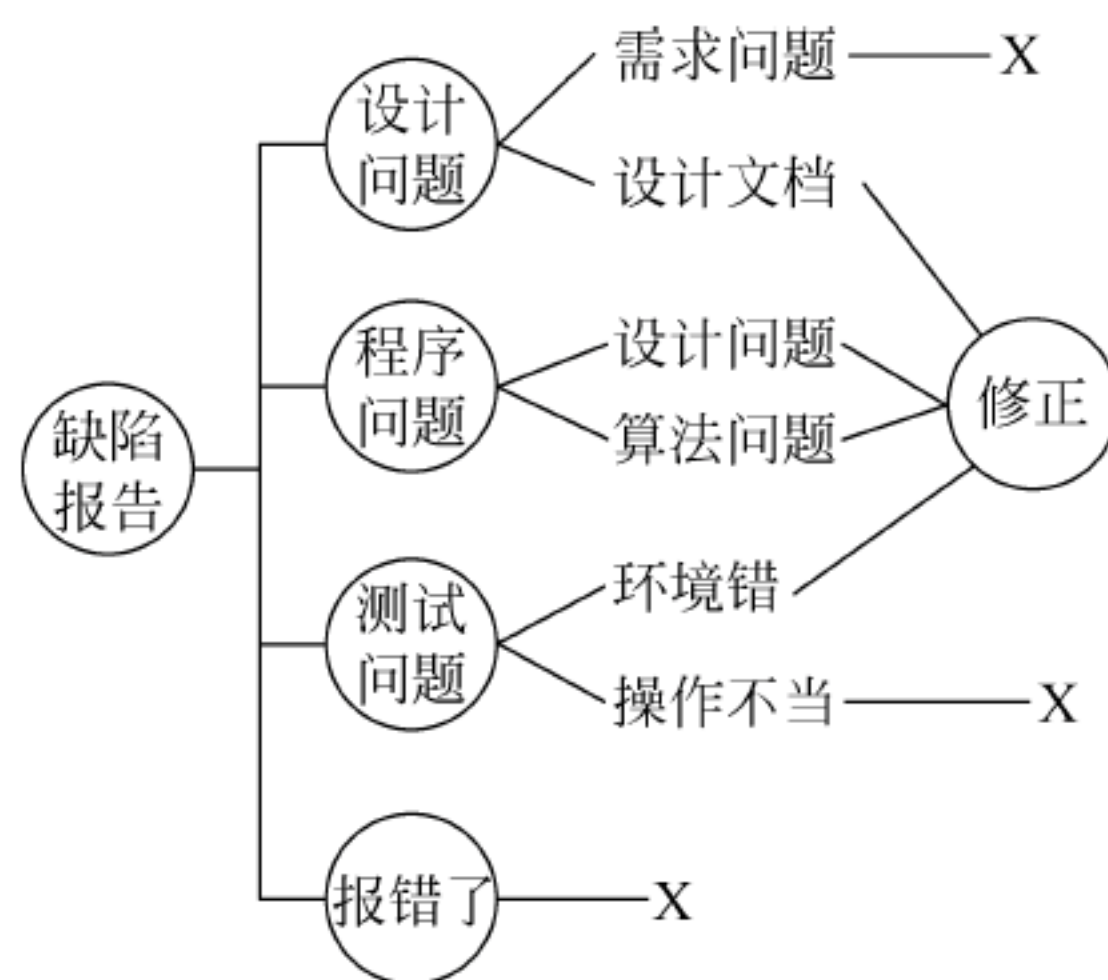 需求问题
X
设计
问题
设计文档
程序
问题
设计问题
算法问题
修正
缺陷
报告
测试
问题
环境错
操作不当
X
报错了
X